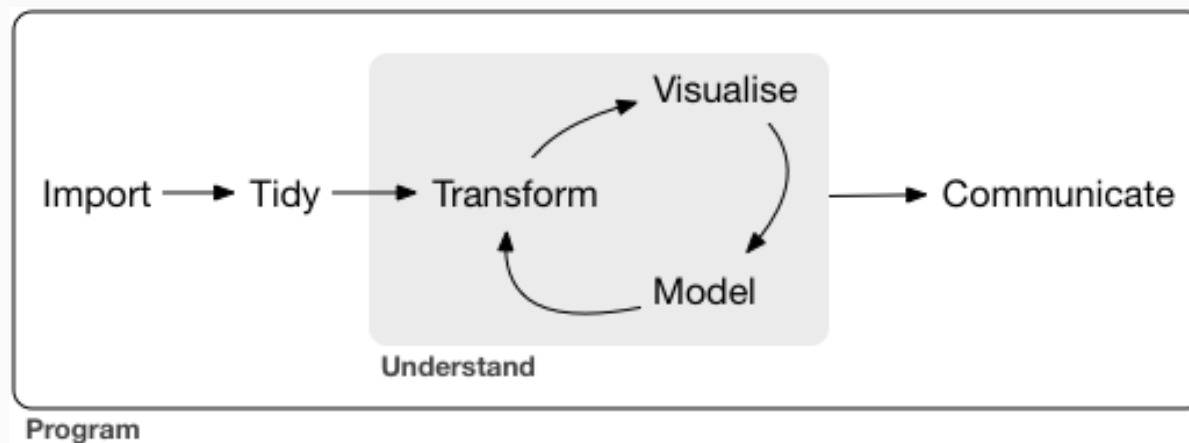 Visualise
Import Tidy Transform Communicate
Model
Understand
Program